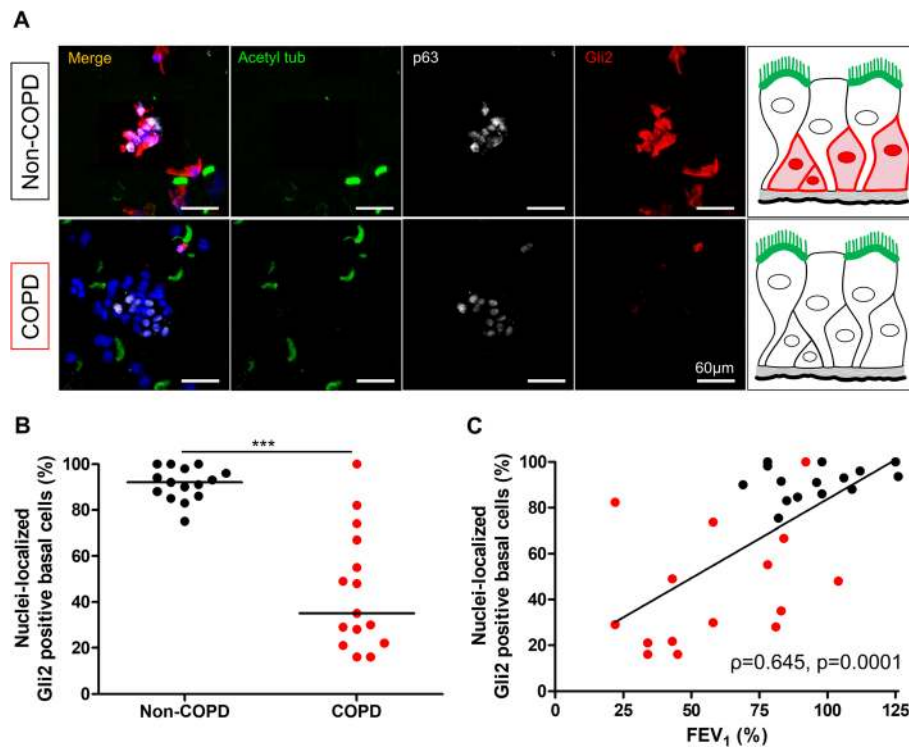 A
Merge
Acetyl tub
p63
Gli2
Non-COPD
COPD
60μm
B
Nuclei-localized
Gli2 positive basal cells (%)
100
80
60
40
20
0
***
Non-COPD
COPD
C
Nuclei-localized
Gli2 positive basal cells (%)
100
80
60
40
20
0
ρ=0.645, p=0.0001
0
25
50
75
100
125
FEV₁ (%)